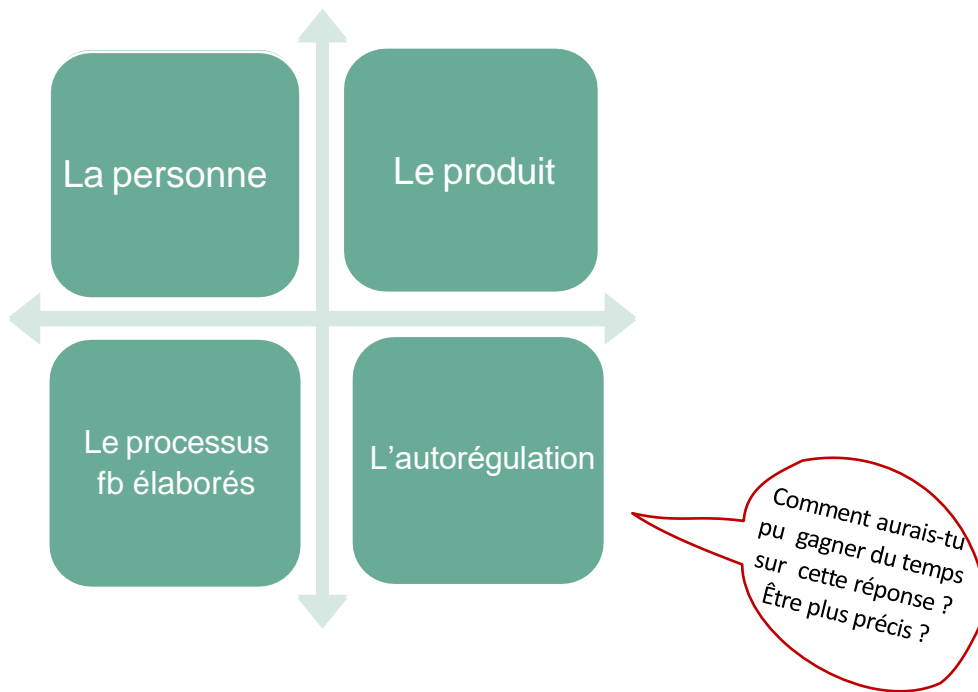 La personne
Le produit
Le processus
fb élaborés
L'autorégulation
Comment aurais-tu
pu gagner du temps
sur cette réponse ?
Être plus précis ?